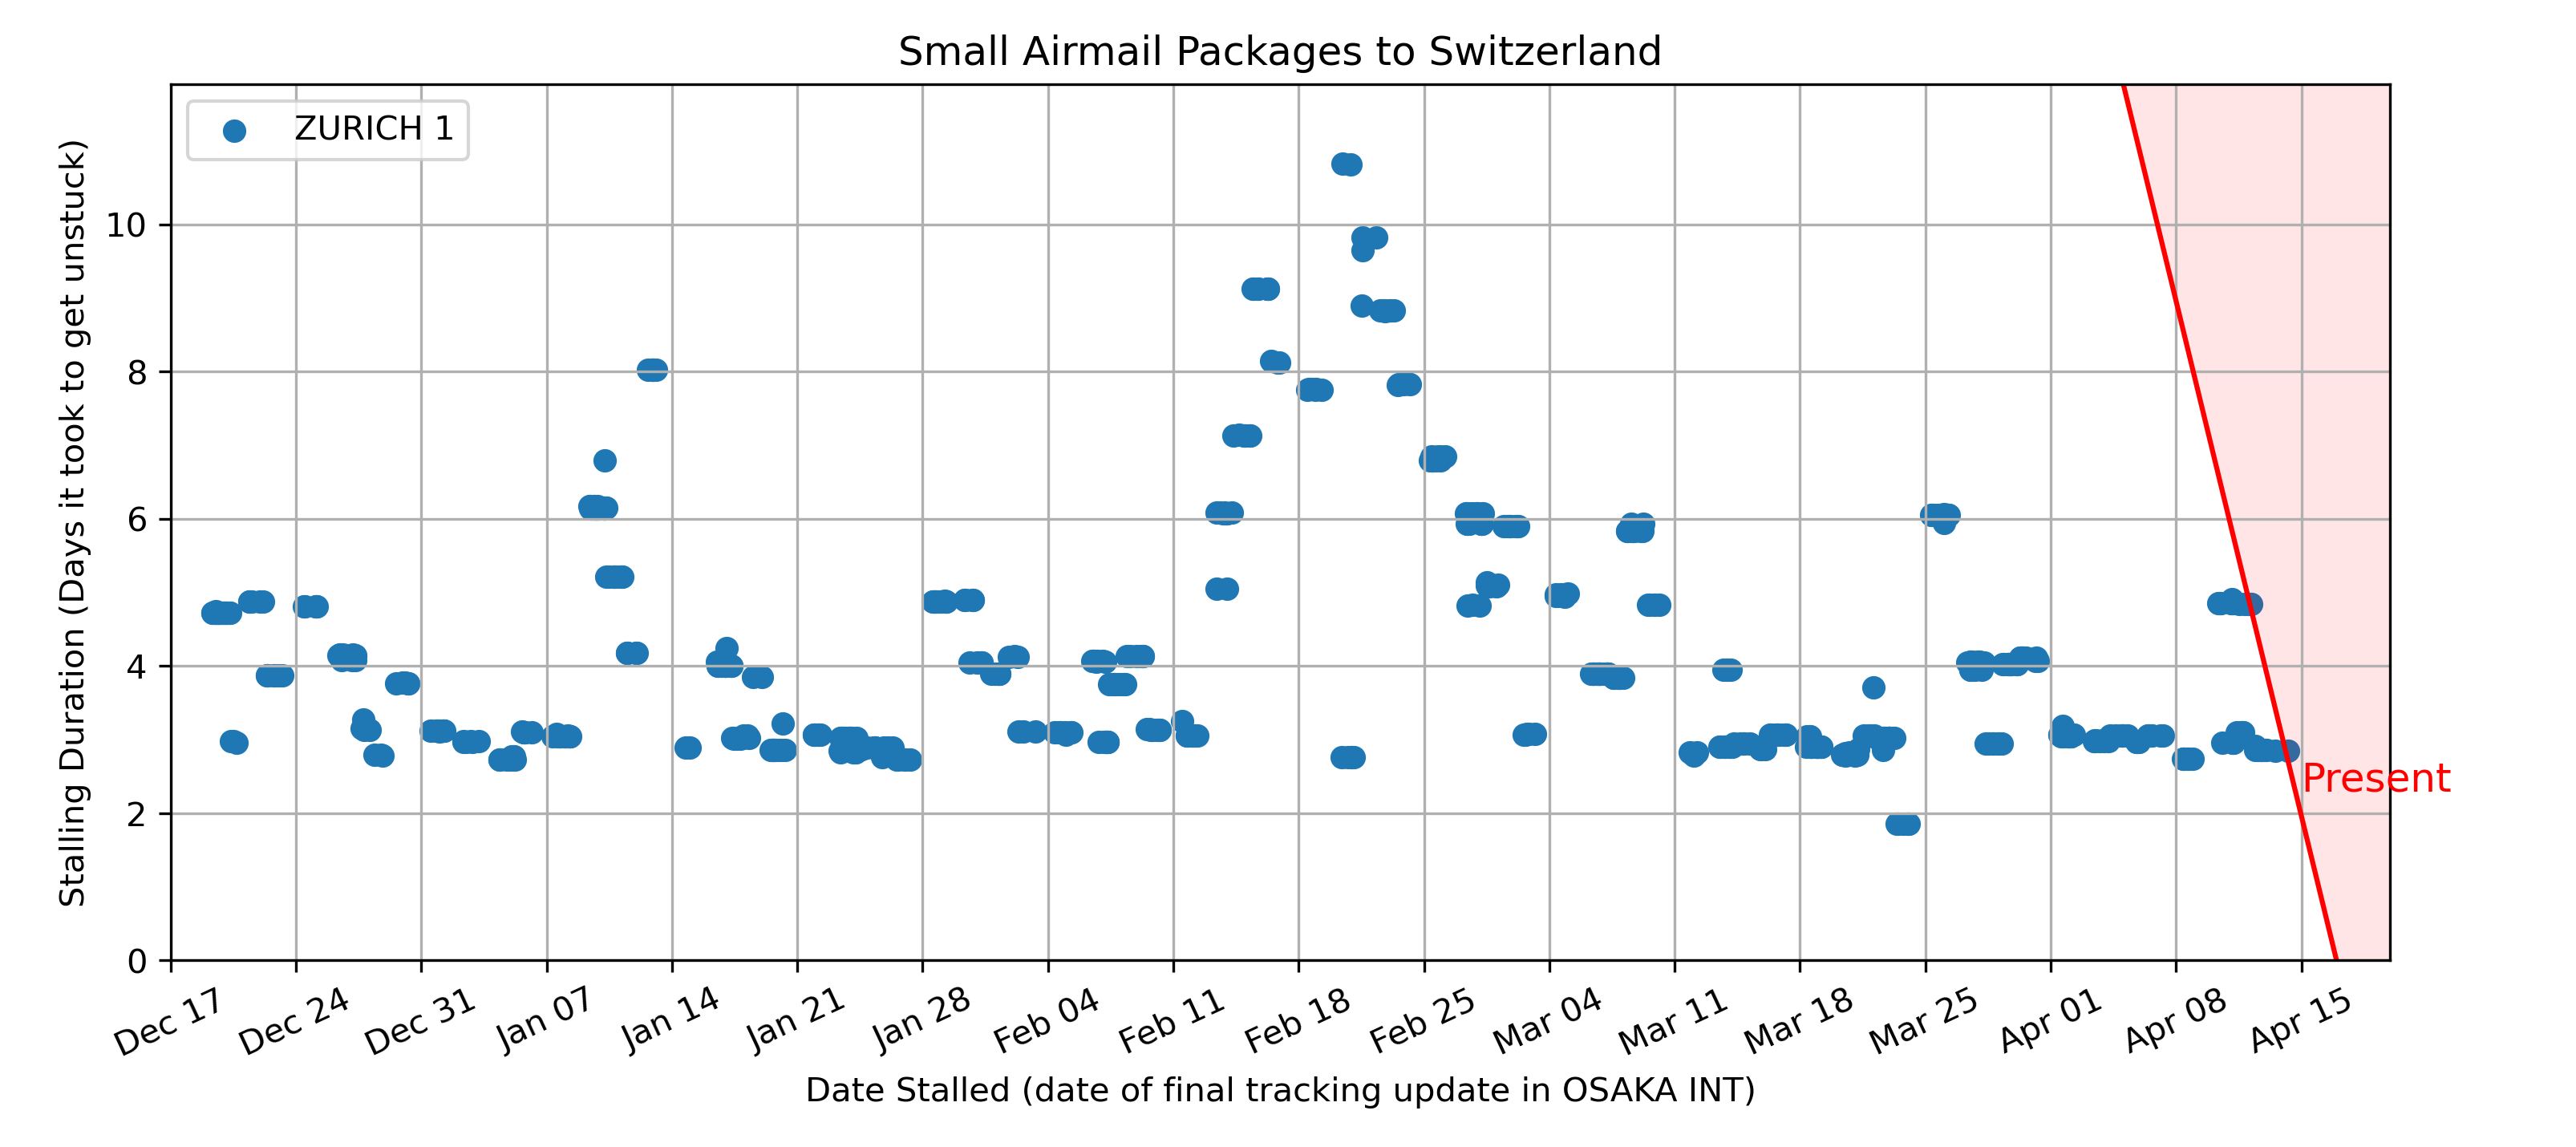 Small Airmail Packages to Switzerland
ZURICH 1
Stalling Duration (Days it took to get unstuck)
10
8
6
4
2
0
Present
Dec 17
Dec 24
Dec 31
Jan 07
Jan 14
Jan 21
Jan 28
Feb 04
Feb 11
Feb 18
Feb 25
Mar 04
Mar 11
Mar 18
Mar 25
Apr 01
Apr 08
Apr 15
Date Stalled (date of final tracking update in OSAKA INT)